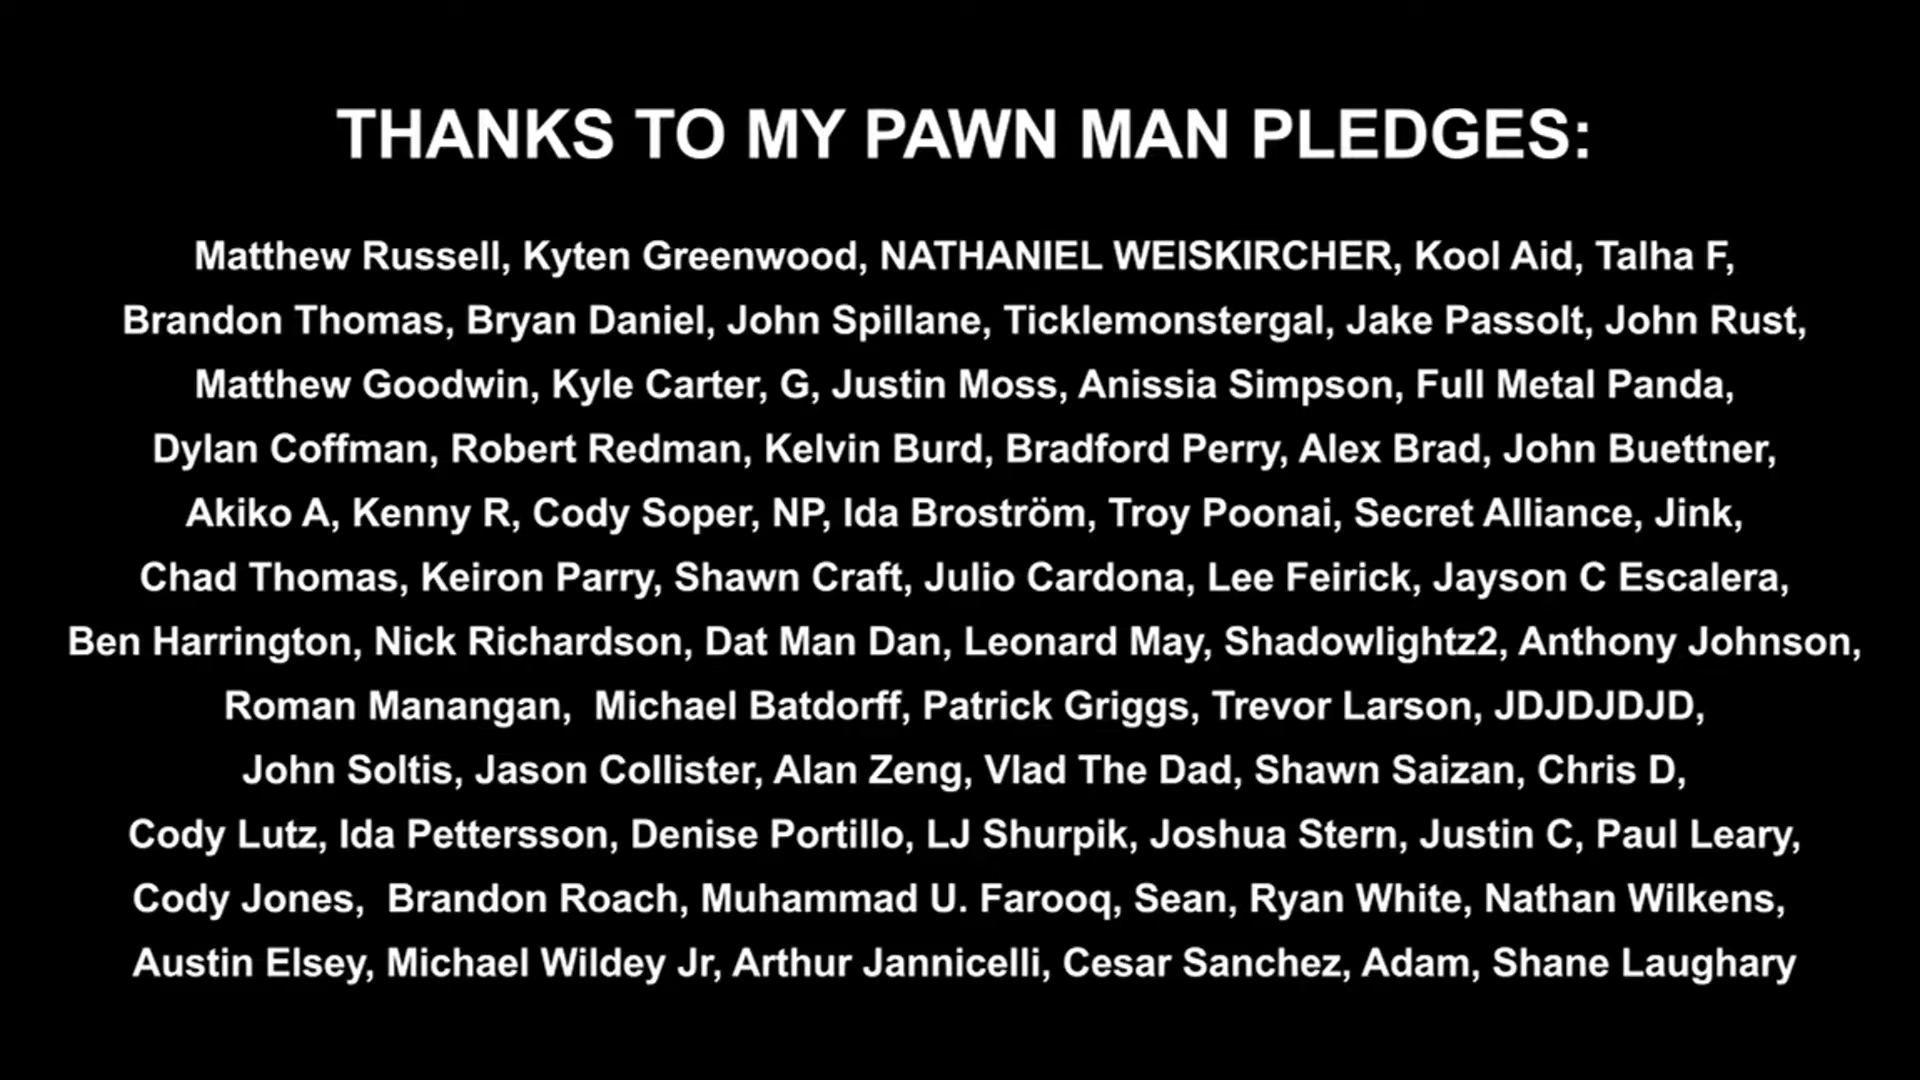 THANKS TO MY PAWN MAN PLEDGES:
Matthew Russell, Kyten Greenwood, NATHANIEL WEISKIRCHER, Kool Aid, Talha F,
Brandon Thomas, Bryan Daniel, John Spillane, Ticklemonstergal, Jake Passolt, John Rust,
Matthew Goodwin, Kyle Carter, G, Justin Moss, Anissia Simpson, Full Metal Panda,
Dylan Coffman, Robert Redman, Kelvin Burd, Bradford Perry, Alex Brad, John Buettner,
Akiko A, Kenny R, Cody Soper, NP, Ida Broström, Troy Poonai, Secret Alliance, Jink,
Chad Thomas, Keiron Parry, Shawn Craft, Julio Cardona, Lee Feirick, Jayson C Escalera,
Ben Harrington, Nick Richardson, Dat Man Dan, Leonard May, Shadowlightz2, Anthony Johnson,
Roman Manangan,  Michael Batdorff, Patrick Griggs, Trevor Larson, JDJDJDJD,
John Soltis, Jason Collister, Alan Zeng, Vlad The Dad, Shawn Saizan, Chris D,
Cody Lutz, Ida Pettersson, Denise Portillo, LJ Shurpik, Joshua Stern, Justin C, Paul Leary,
Cody Jones,  Brandon Roach, Muhammad U. Farooq, Sean, Ryan White, Nathan Wilkens,
Austin Elsey, Michael Wildey Jr, Arthur Jannicelli, Cesar Sanchez, Adam, Shane Laughary